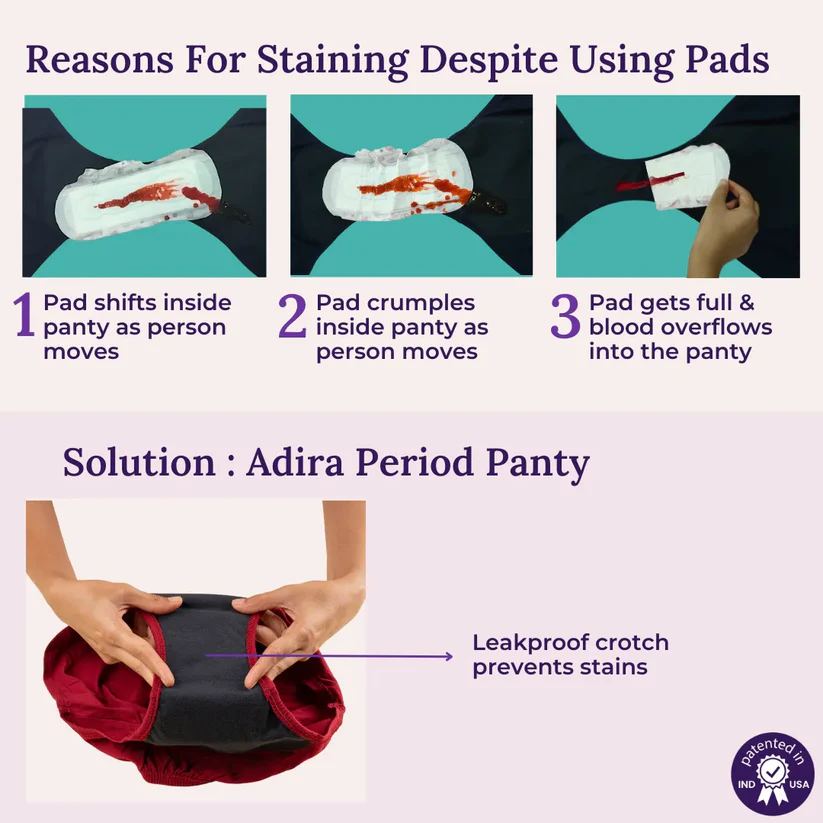 Reasons For Staining Despite Using Pads
1 Pad shifts inside
panty as person
moves
2 Pad crumples
inside panty as
person moves
3 Pad gets full &
blood overflows
into the panty
Solution : Adira Period Panty
Leakproof crotch
prevents stains
patented in
IND USA